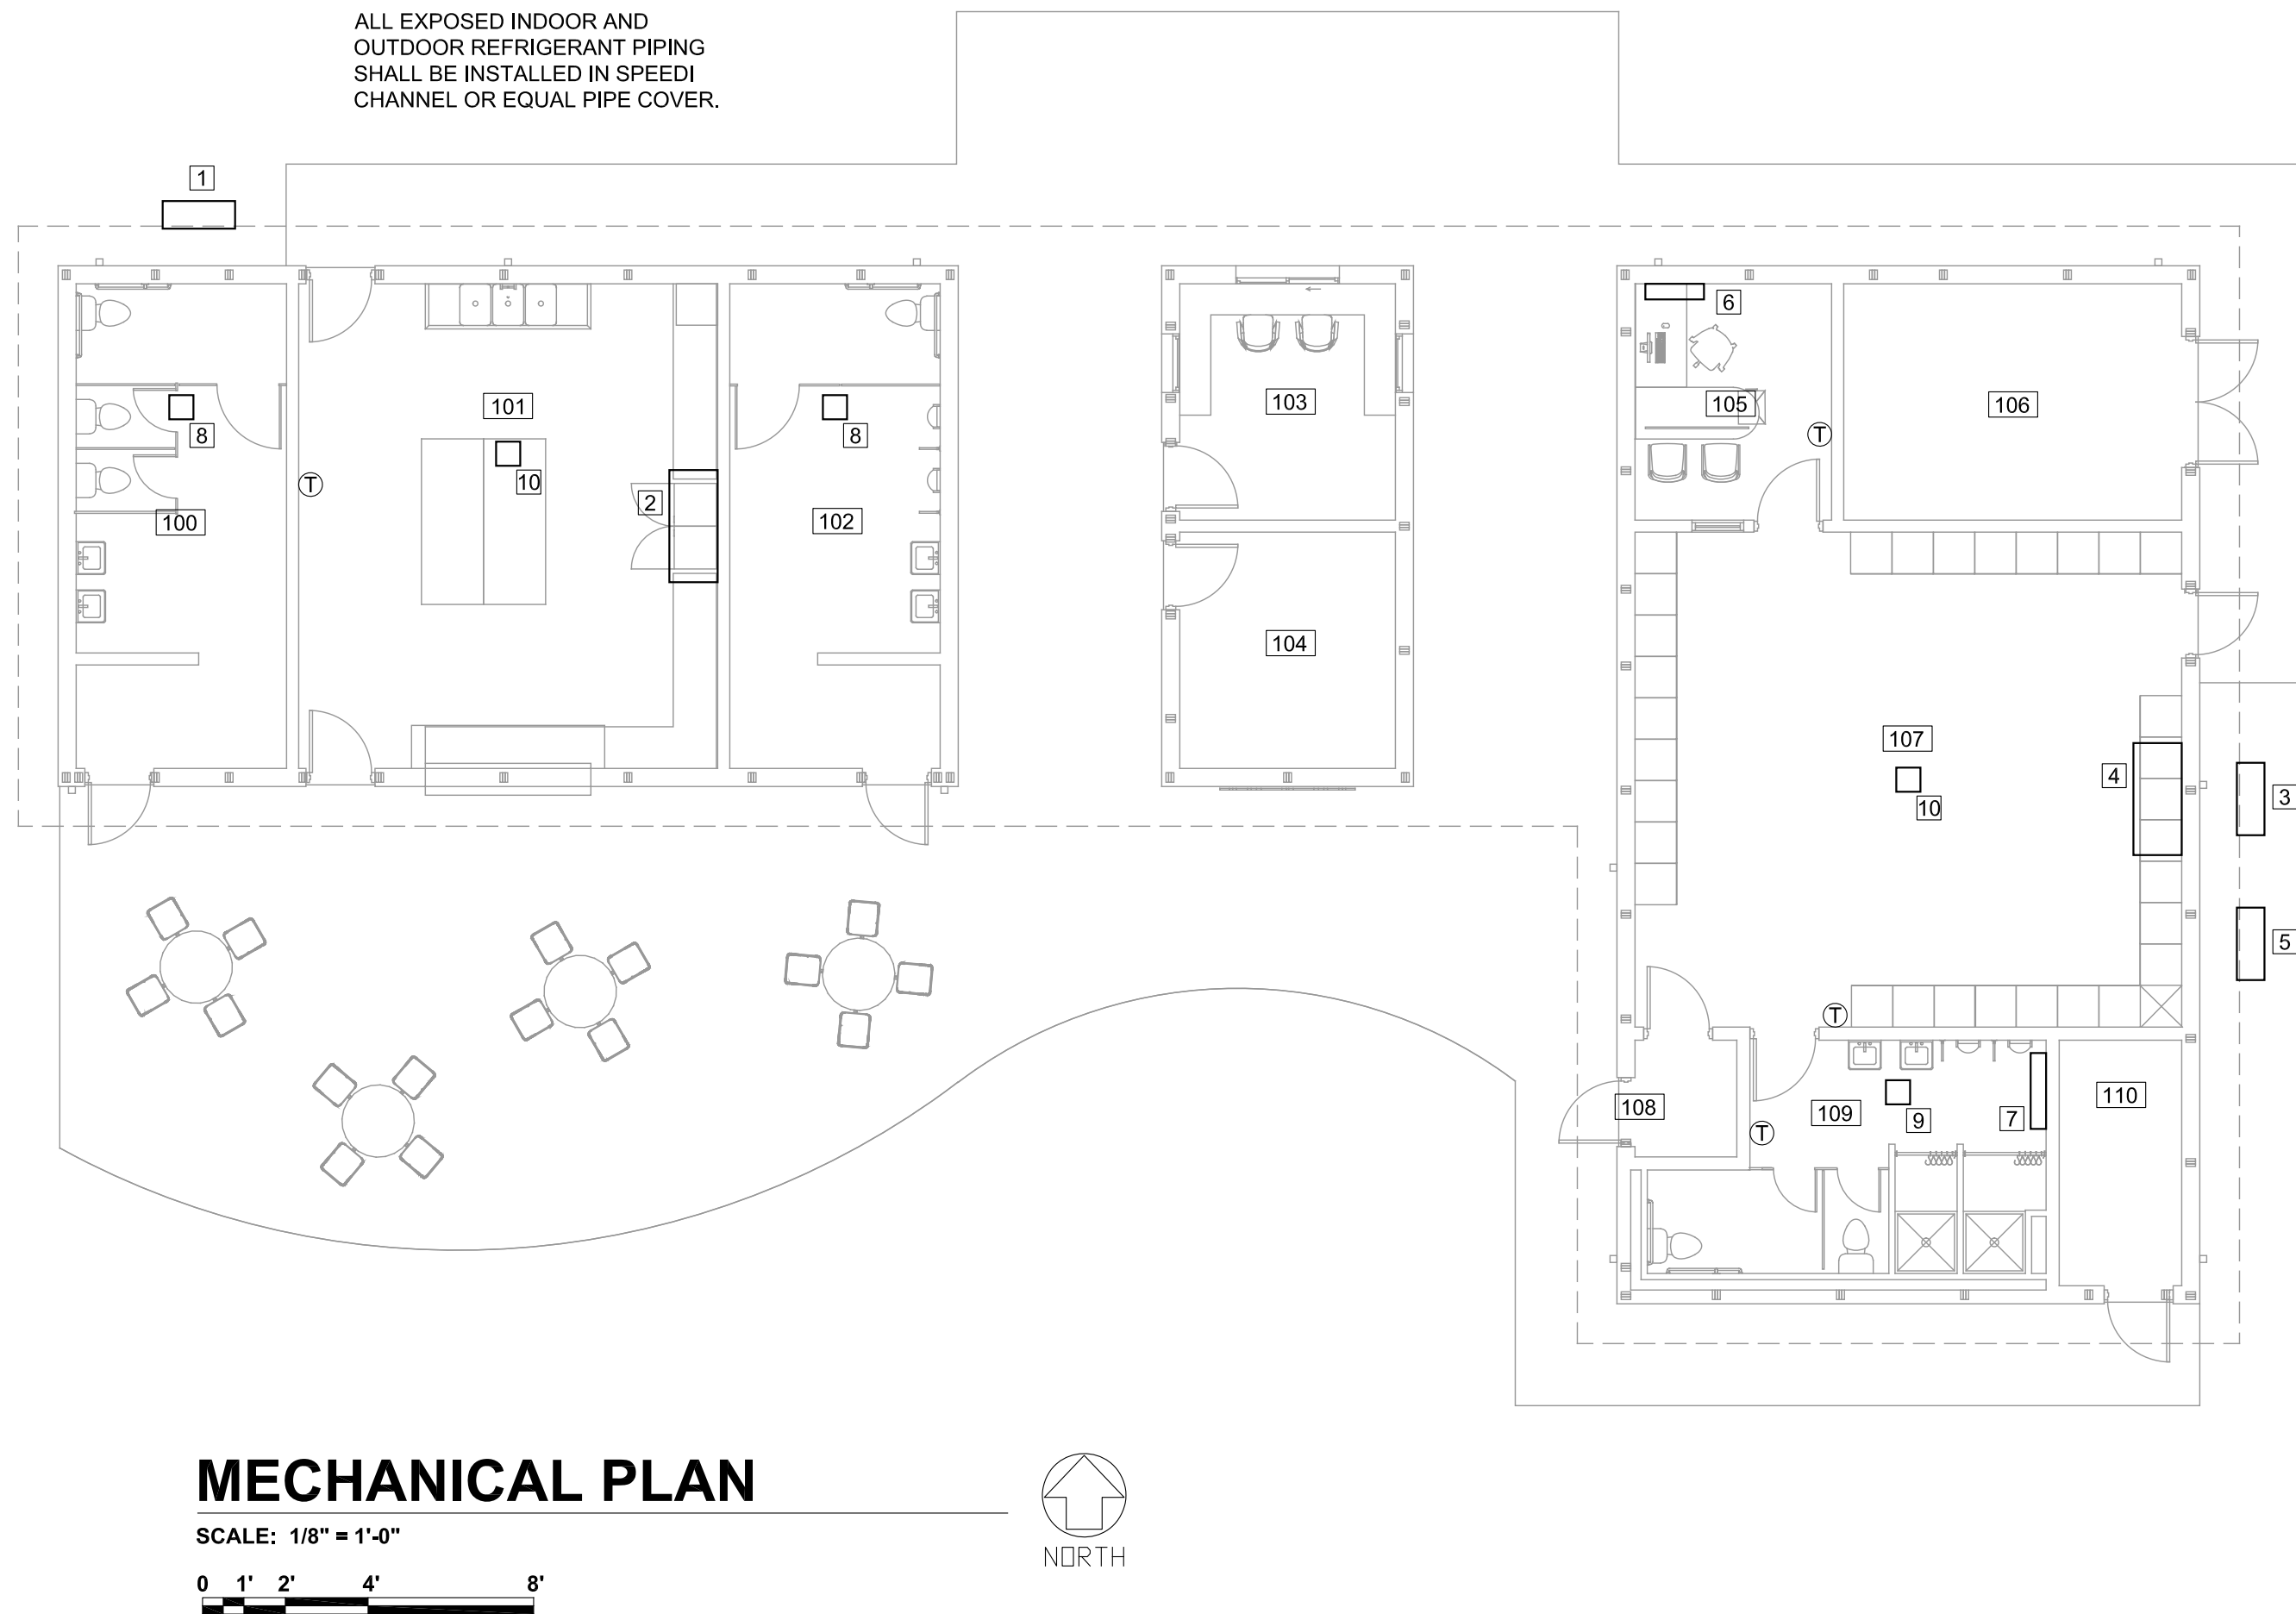 ALL EXPOSED INDOOR AND
OUTDOOR REFRIGERANT PIPING
SHALL BE INSTALLED IN SPEEDI
CHANNEL OR EQUAL PIPE COVER.
1
6
101
103
105
106
8
8
T
T
10
2
100
102
104
107
4
3
10
5
T
108
109
9
7
110
T
MECHANICAL PLAN
SCALE: 1/8" = 1'-0"
NORTH
0 1' 2' 4' 8'